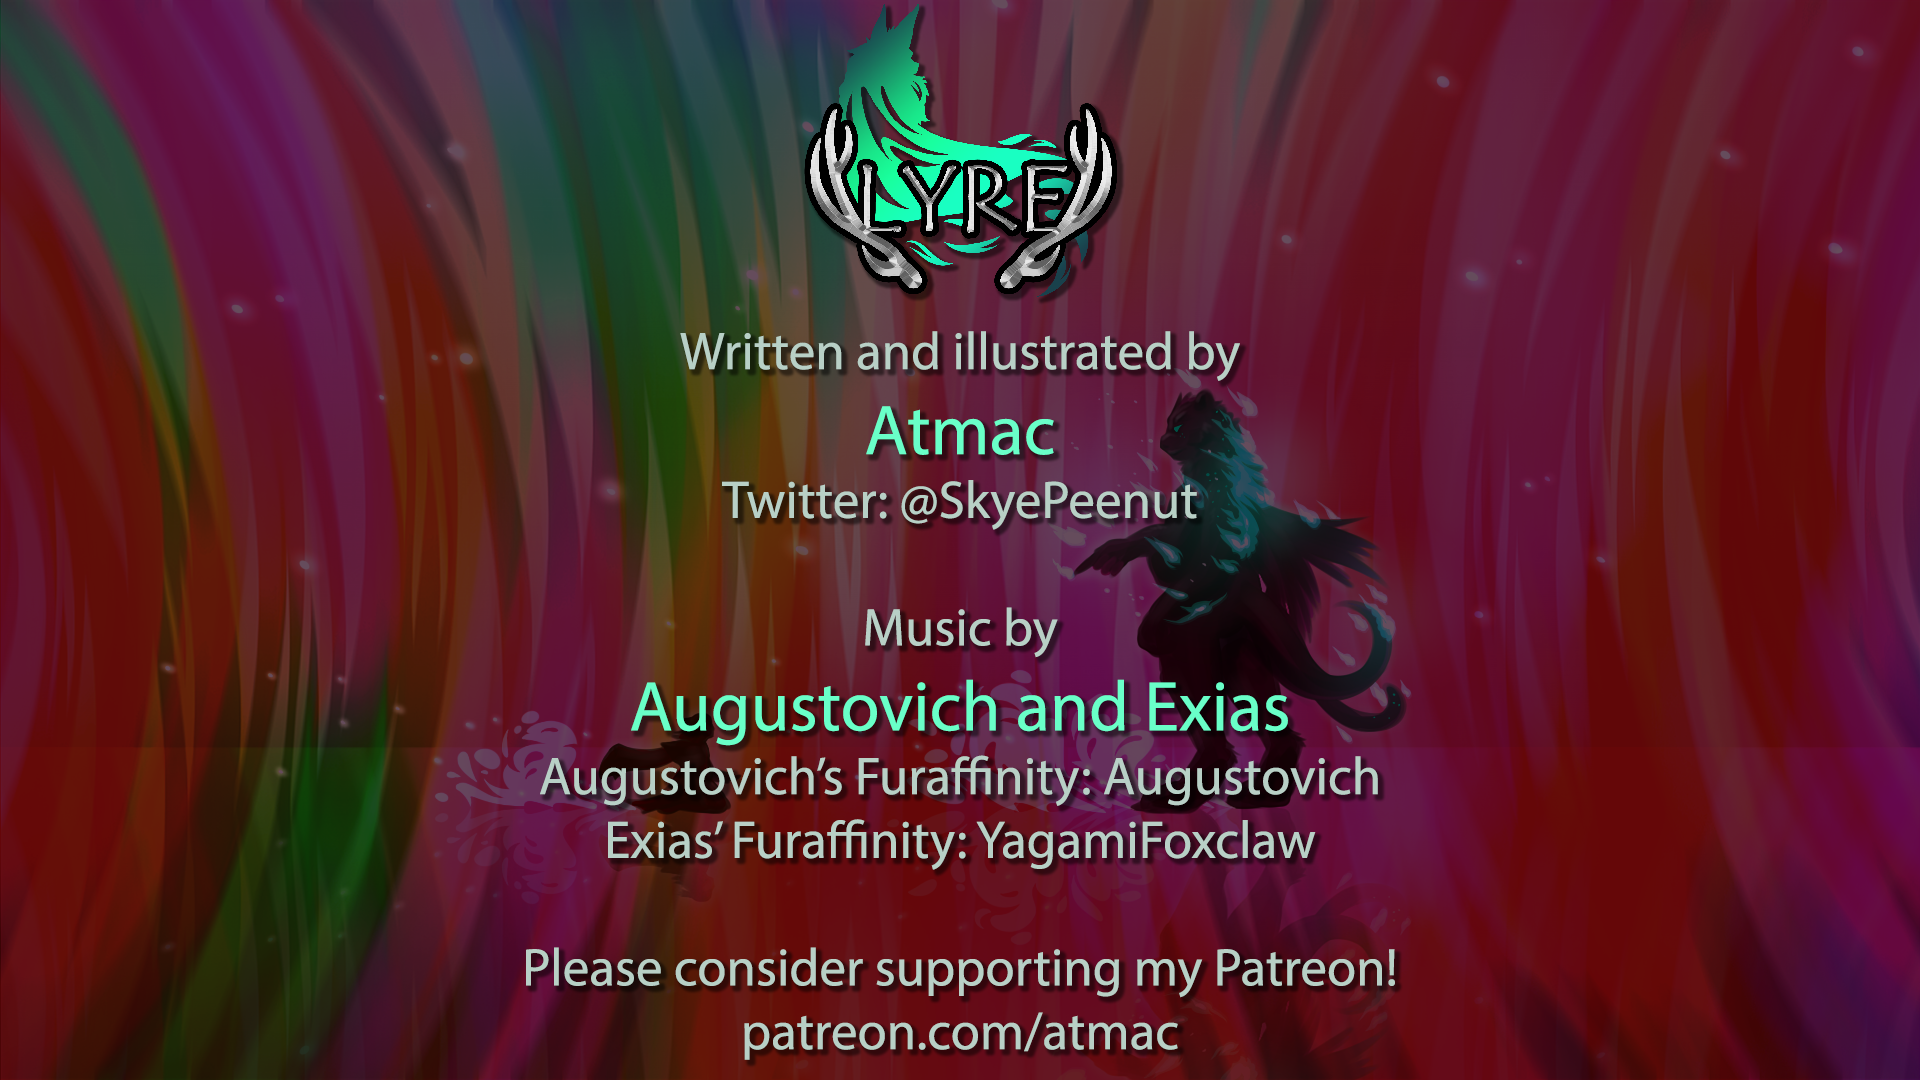 LYRE
Written and illustrated by
Atmac
Twitter: @SkyePeenut
Music by
Augustovich and Exias
Augustovich’s Furaffinity: Augustovich
Exias’ Furaffinity: YagamiFoxclaw
Please consider supporting my Patreon!
patreon.com/atmac